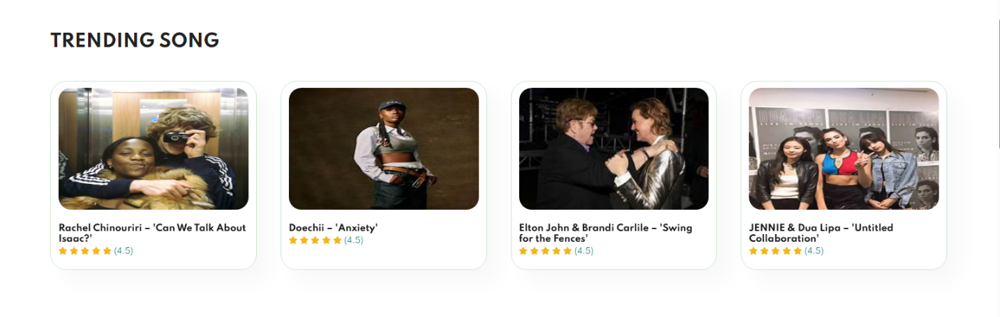 TRENDING SONG
Rachel Chinouriri – 'Can We Talk About
Isaac?'
(4.5)
Doechii – 'Anxiety'
(4.5)
Elton John & Brandi Carlile – 'Swing
for the Fences'
(4.5)
JENNIE & Dua Lipa – 'Untitled
Collaboration'
(4.5)